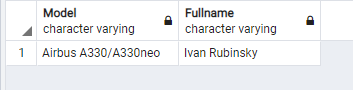 Model Fullname
character varying character varying
1 Airbus A330/A330neo Ivan Rubinsky